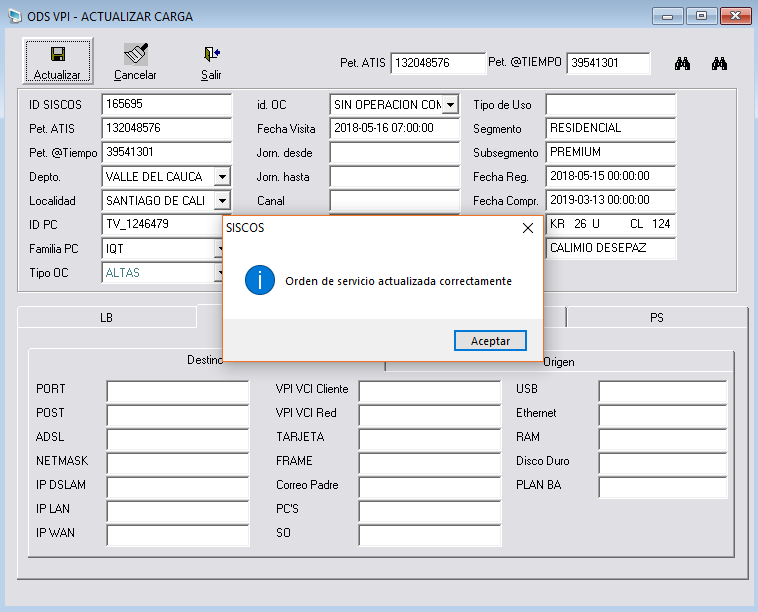 ODS VPI - ACTUALIZAR CARGA
Actualizar
Cancelar
Salir
Pet. ATIS 132048576 Pet. @TIEMPO 39541301
ID SISCOS 165695 id. OC SIN OPERACION COM Tipo de Uso
Pet. ATIS 132048576 Fecha Visita 2018-05-16 07:00:00 Segmento RESIDENCIAL
Pet. @Tiempo 39541301 Jorn. desde Subsegmento PREMIUM
Depto. VALLE DEL CAUCA Jorn. hasta Fecha Reg. 2018-05-15 00:00:00
Localidad SANTIAGO DE CALI Canal Fecha Compr. 2019-03-13 00:00:00
ID PC TV_1246479 KR 26 U CL 124
Familia PC IQT CALIMIO DESEPAZ
Tipo OC ALTAS
SISCOS
Orden de servicio actualizada correctamente
Aceptar
LB PS
Destino Origen
PORT VPI VCI Cliente USB
POST VPI VCI Red Ethernet
ADSL TARJETA RAM
NETMASK FRAME Disco Duro
IP DSLAM Correo Padre PLAN BA
IP LAN PC'S
IP WAN SO